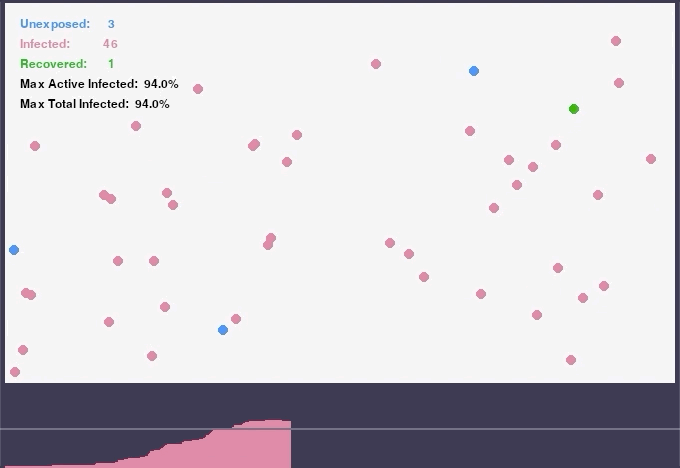 Unexposed: 3
Infected: 46
Recovered: 1
Max Active Infected: 94.0%
Max Total Infected: 94.0%